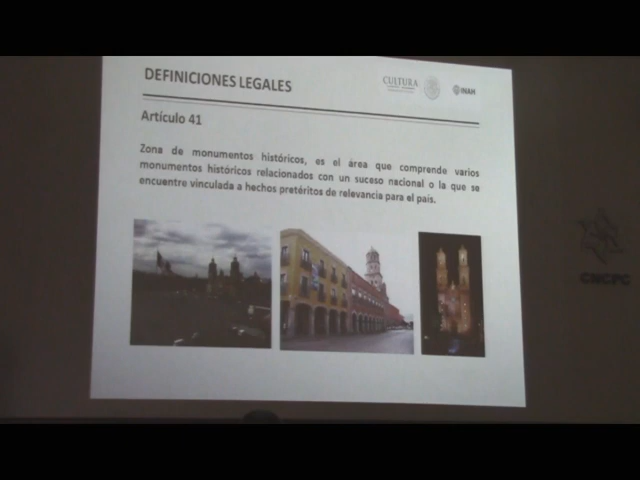 DEFINICIONES LEGALES
CULTURA
INAH
Artículo 41
Zona de monumentos históricos, es el área que comprende varios
monumentos históricos relacionados con un suceso nacional o la que se
encuentre vinculada a hechos pretéritos de relevancia para el país.
CNCPC